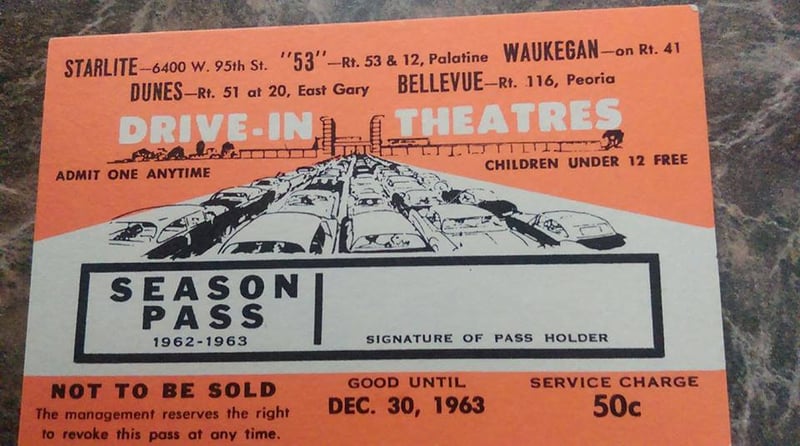 STARLITE—6400 W. 95th St. "53"—Rt. 53 & 12, Palatine WAUKEGAN—on Rt. 41
DUNES—Rt. 51 at 20, East Gary BELLEVUE—Rt. 116, Peoria
DRIVE-IN THEATRES
ADMIT ONE ANYTIME CHILDREN UNDER 12 FREE
SEASON
PASS
1962-1963
SIGNATURE OF PASS HOLDER
NOT TO BE SOLD
The management reserves the right
to revoke this pass at any time.
GOOD UNTIL
DEC. 30, 1963
SERVICE CHARGE
50c